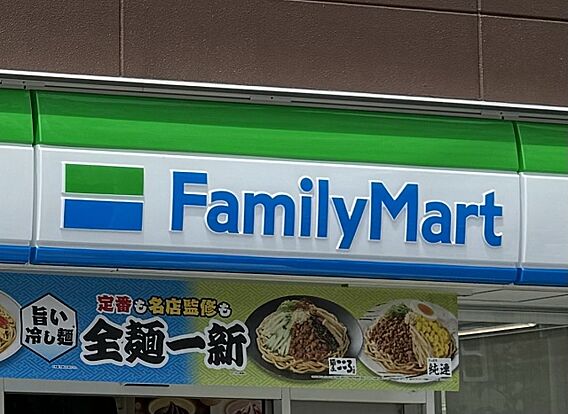 FamilyMart
旨い
冷し麺
定番も名店監修も
全麺一新
純連